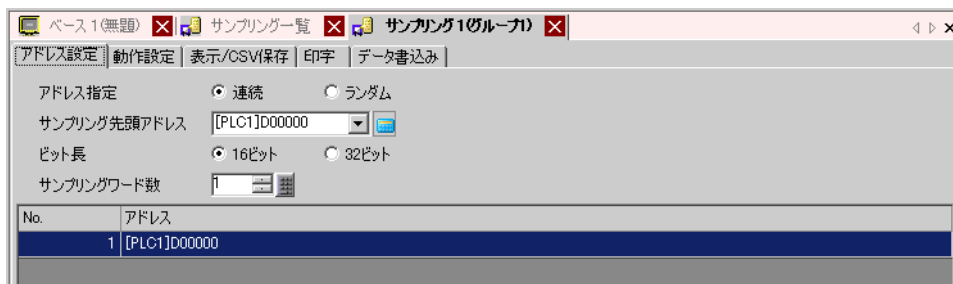 ベース 1(無題) サンプリング一覧 サンプリング1(グループ1)
アドレス設定 動作設定 表示/CSV保存 印字 データ書込み
アドレス指定 連続 ランダム
サンプリング先頭アドレス [PLC1]D00000
ビット長 16ビット 32ビット
サンプリングワード数 1
No. アドレス
1 [PLC1]D00000